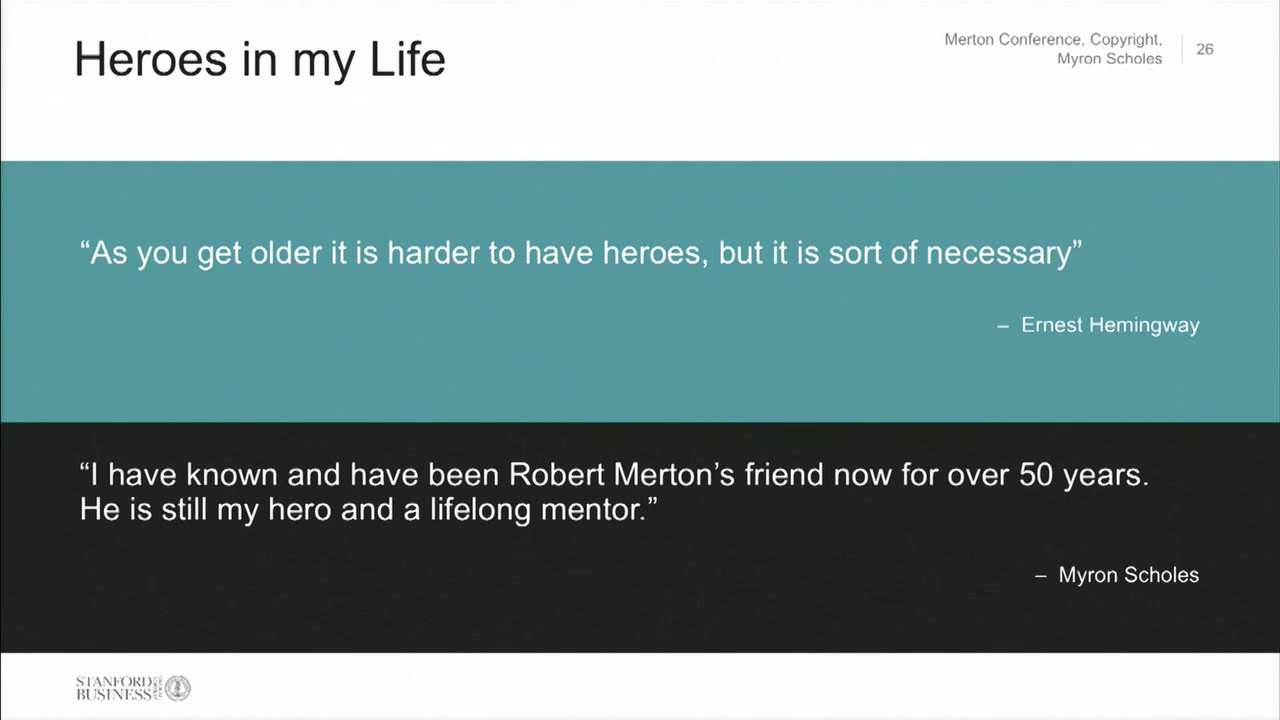 Heroes in my Life
Merton Conference, Copyright,
Myron Scholes
26
“As you get older it is harder to have heroes, but it is sort of necessary”
– Ernest Hemingway
“I have known and have been Robert Merton’s friend now for over 50 years.
He is still my hero and a lifelong mentor.”
– Myron Scholes
STANFORD
BUSINESS